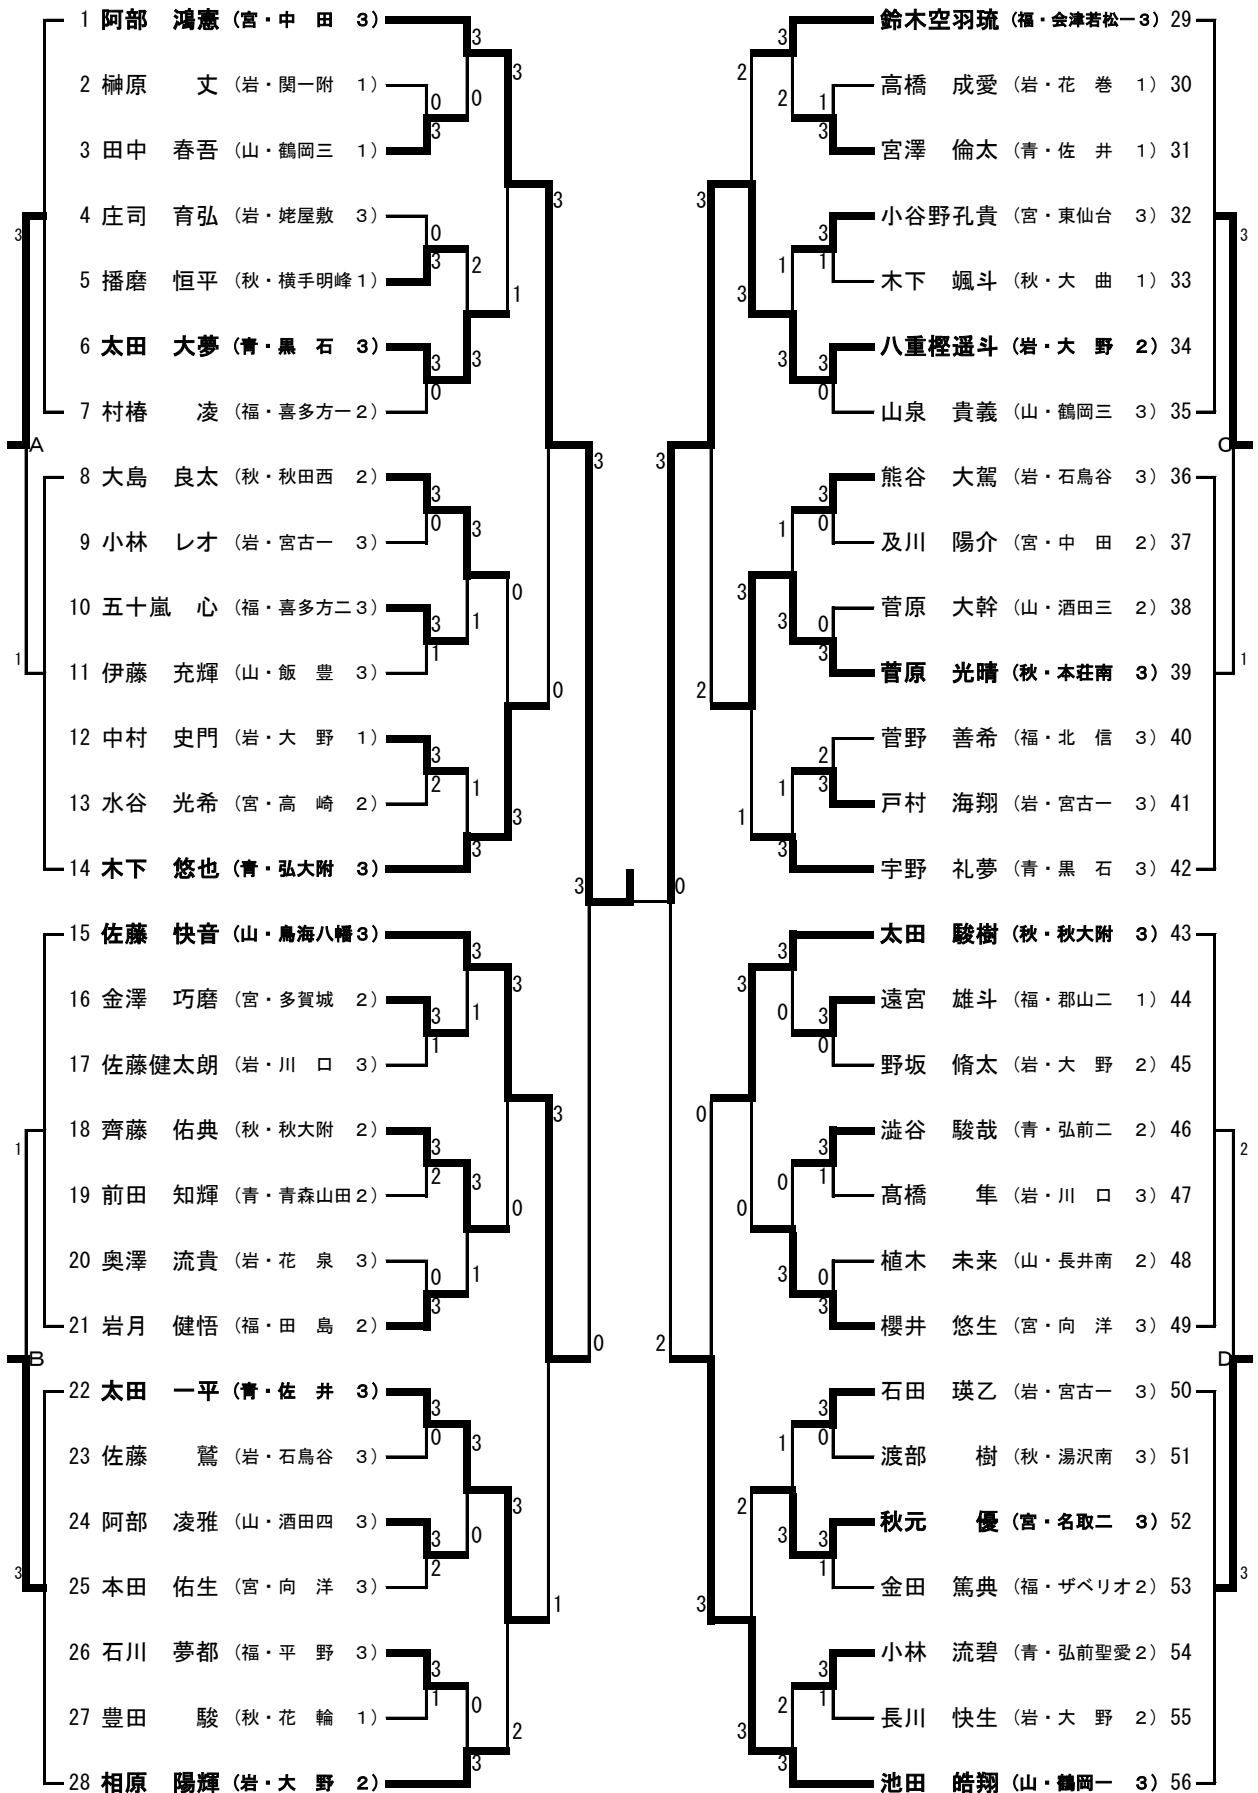 1 阿部 鴻憲 (宮・中 田 3)
2 榊原 丈 (岩・関一附 1)
3 田中 春吾 (山・鶴岡三 1)
4 庄司 育弘 (岩・姥屋敷 3)
5 播磨 恒平 (秋・横手明峰 1)
6 太田 大夢 (青・黒 石 3)
7 村椿 凌 (福・喜多方一 2)
A
8 大島 良太 (秋・秋田西 2)
9 小林 レオ (岩・宮古一 3)
10 五十嵐 心 (福・喜多方二 3)
11 伊藤 充輝 (山・飯 豊 3)
12 中村 史門 (岩・大 野 1)
13 水谷 光希 (宮・高 崎 2)
14 木下 悠也 (青・弘大附 3)
15 佐藤 快音 (山・鳥海八幡 3)
16 金澤 巧磨 (宮・多賀城 2)
17 佐藤健太朗 (岩・川 口 3)
18 齊藤 佑典 (秋・秋大附 2)
19 前田 知輝 (青・青森山田 2)
20 奥澤 流貴 (岩・花 泉 3)
21 岩月 健悟 (福・田 島 2)
B
22 太田 一平 (青・佐 井 3)
23 佐藤 鷲 (岩・石鳥谷 3)
24 阿部 凌雅 (山・酒田四 3)
25 本田 佑生 (宮・向 洋 3)
26 石川 夢都 (福・平 野 3)
27 豊田 駿 (秋・花 輪 1)
28 相原 陽輝 (岩・大 野 2)
鈴木空羽琉 (福・会津若松一 3) 29
高橋 成愛 (岩・花 巻 1) 30
宮澤 倫太 (青・佐 井 1) 31
小谷野孔貴 (宮・東仙台 3) 32
木下 颯斗 (秋・大 曲 1) 33
八重樫遥斗 (岩・大 野 2) 34
山泉 貴義 (山・鶴岡三 3) 35
C
熊谷 大駕 (岩・石鳥谷 3) 36
及川 陽介 (宮・中 田 2) 37
菅原 大幹 (山・酒田三 2) 38
菅原 光晴 (秋・本荘南 3) 39
菅野 善希 (福・北 信 3) 40
戸村 海翔 (岩・宮古一 3) 41
宇野 礼夢 (青・黒 石 3) 42
太田 駿樹 (秋・秋大附 3) 43
遠宮 雄斗 (福・郡山二 1) 44
野坂 脩太 (岩・大 野 2) 45
澁谷 駿哉 (青・弘前二 2) 46
髙橋 隼 (岩・川 口 3) 47
植木 未来 (山・長井南 2) 48
櫻井 悠生 (宮・向 洋 3) 49
D
石田 瑛乙 (岩・宮古一 3) 50
渡部 樹 (秋・湯沢南 3) 51
秋元 優 (宮・名取二 3) 52
金田 篤典 (福・ザベリオ 2) 53
小林 流碧 (青・弘前聖愛 2) 54
長川 快生 (岩・大 野 2) 55
池田 皓翔 (山・鶴岡一 3) 56